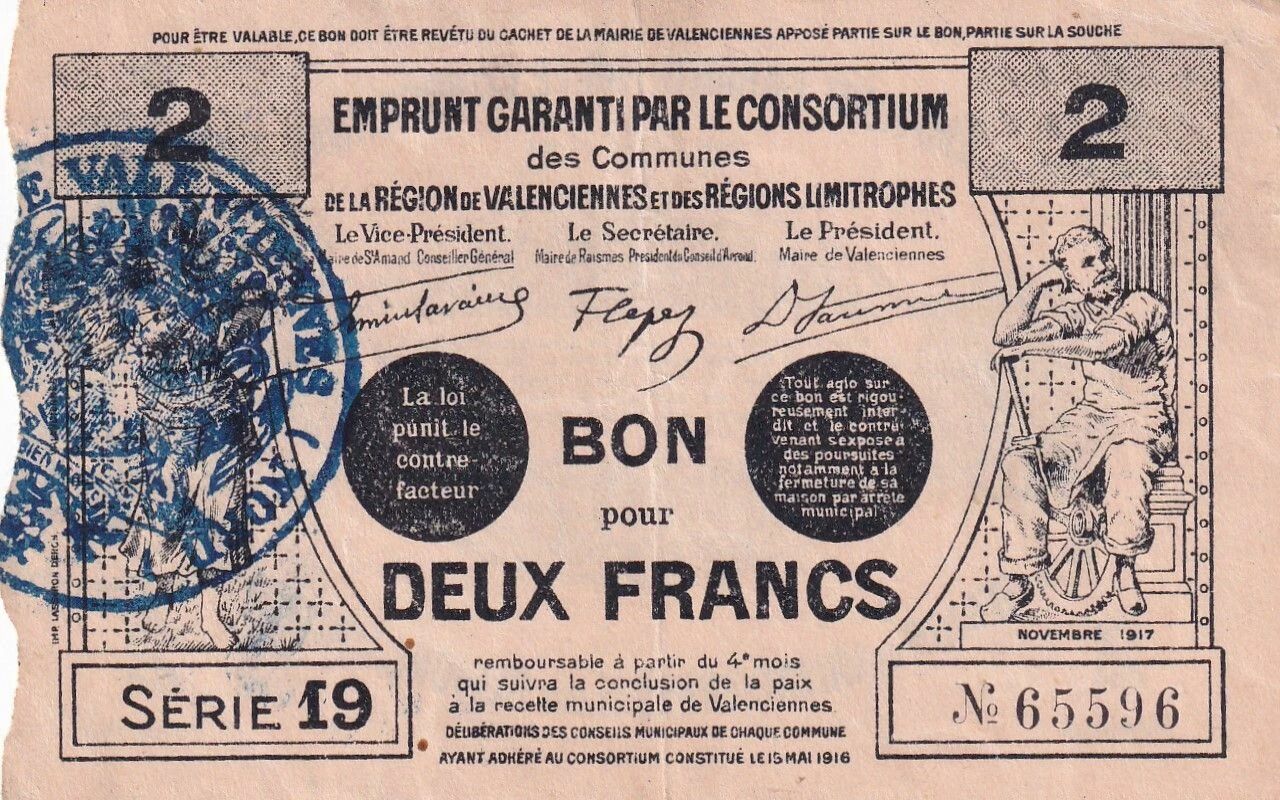 POUR ÊTRE VALABLE, CE BON DOIT ÊTRE REVÊTU DU CACHET DE LA MAIRIE DE VALENCIENNES APPOSÉ PARTIE SUR LE BON, PARTIE SUR LA SOUCHE
2
2
EMPRUNT GARANTI PAR LE CONSORTIUM
des Communes
DE LA RÉGION DE VALENCIENNES ET DES RÉGIONS LIMITROPHES
Le Vice-Président. Le Secrétaire. Le Président.
Maire de St Amand Conseiller Général Maire de Raismes Président du Conseil d'Arrond. Maire de Valenciennes
DE VALENCIENNES (NORD)
La loi
punit le
contre-
facteur
BON
pour
DEUX FRANCS
Tout agio sur
ce bon est rigou-
reusement inter-
dit et le contre-
venant s'expose à
des poursuites
notamment à la
fermeture de sa
maison par arrêté
municipal
NOVEMBRE 1917
remboursable à partir du 4e mois
qui suivra la conclusion de la paix
à la recette municipale de Valenciennes
DÉLIBÉRATIONS DES CONSEILS MUNICIPAUX DE CHAQUE COMMUNE
AYANT ADHÉRÉ AU CONSORTIUM CONSTITUÉ LE 15 MAI 1916
SÉRIE 19
No 65596